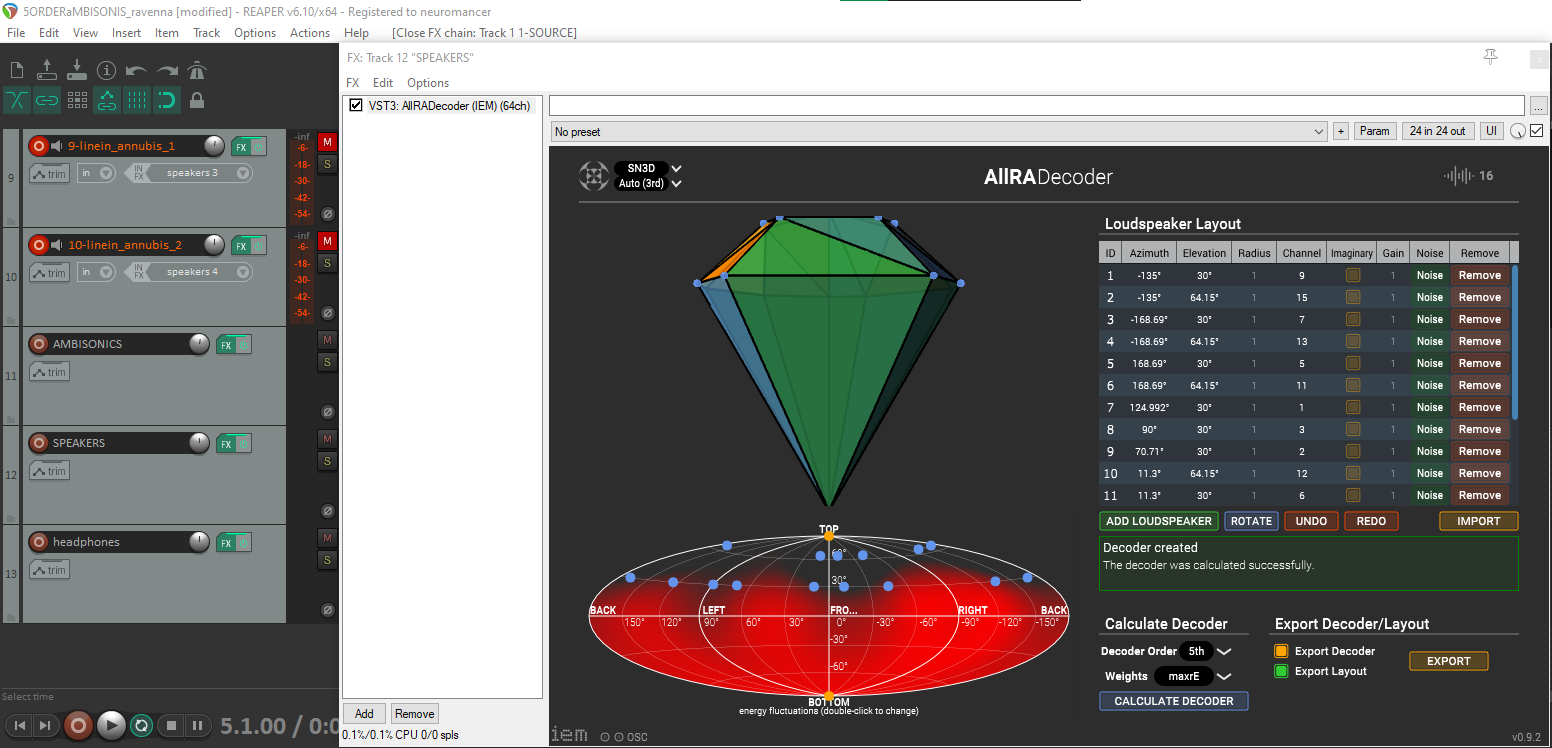 5ORDERaMBISONIS_ravenna [modified] - REAPER v6.10/x64 - Registered to neuromancer
File Edit View Insert Item Track Options Actions Help [Close FX chain: Track 1 1-SOURCE]
FX: Track 12 "SPEAKERS"
FX Edit Options
VST3: AllRADecoder (IEM) (64ch)
...
No preset + Param 24 in 24 out UI
9
9-linein_annubis_1 FX
trim in IN FX speakers 3
-inf
-6-
-18-
-30-
-42-
-54-
M
S
10
10-linein_annubis_2 FX
trim in IN FX speakers 4
-inf
-6-
-18-
-30-
-42-
-54-
M
S
11
AMBISONICS FX
trim
M
S
12
SPEAKERS FX
trim
M
S
13
headphones FX
trim
M
S
Select time
5.1.00 / 0:0
Add Remove
0.1%/0.1% CPU 0/0 spls
SN3D
Auto (3rd)
AllRADecoder
16
TOP
60°
30°
BACK LEFT FRO... RIGHT BACK
150° 120° 90° 60° 30° 0° -30° -60° -90° -120° -150°
-30°
-60°
BOTTOM
energy fluctuations (double-click to change)
Loudspeaker Layout
ID Azimuth Elevation Radius Channel Imaginary Gain Noise Remove
1 -135° 30° 1 9 1 Noise Remove
2 -135° 64.15° 1 15 1 Noise Remove
3 -168.69° 30° 1 7 1 Noise Remove
4 -168.69° 64.15° 1 13 1 Noise Remove
5 168.69° 30° 1 5 1 Noise Remove
6 168.69° 64.15° 1 11 1 Noise Remove
7 124.992° 30° 1 1 1 Noise Remove
8 90° 30° 1 3 1 Noise Remove
9 70.71° 30° 1 2 1 Noise Remove
10 11.3° 64.15° 1 12 1 Noise Remove
11 11.3° 30° 1 6 1 Noise Remove
ADD LOUDSPEAKER ROTATE UNDO REDO IMPORT
Decoder created
The decoder was calculated successfully.
Calculate Decoder
Decoder Order 5th
Weights maxrE
CALCULATE DECODER
Export Decoder/Layout
Export Decoder
Export Layout
EXPORT
iem OSC
v0.9.2